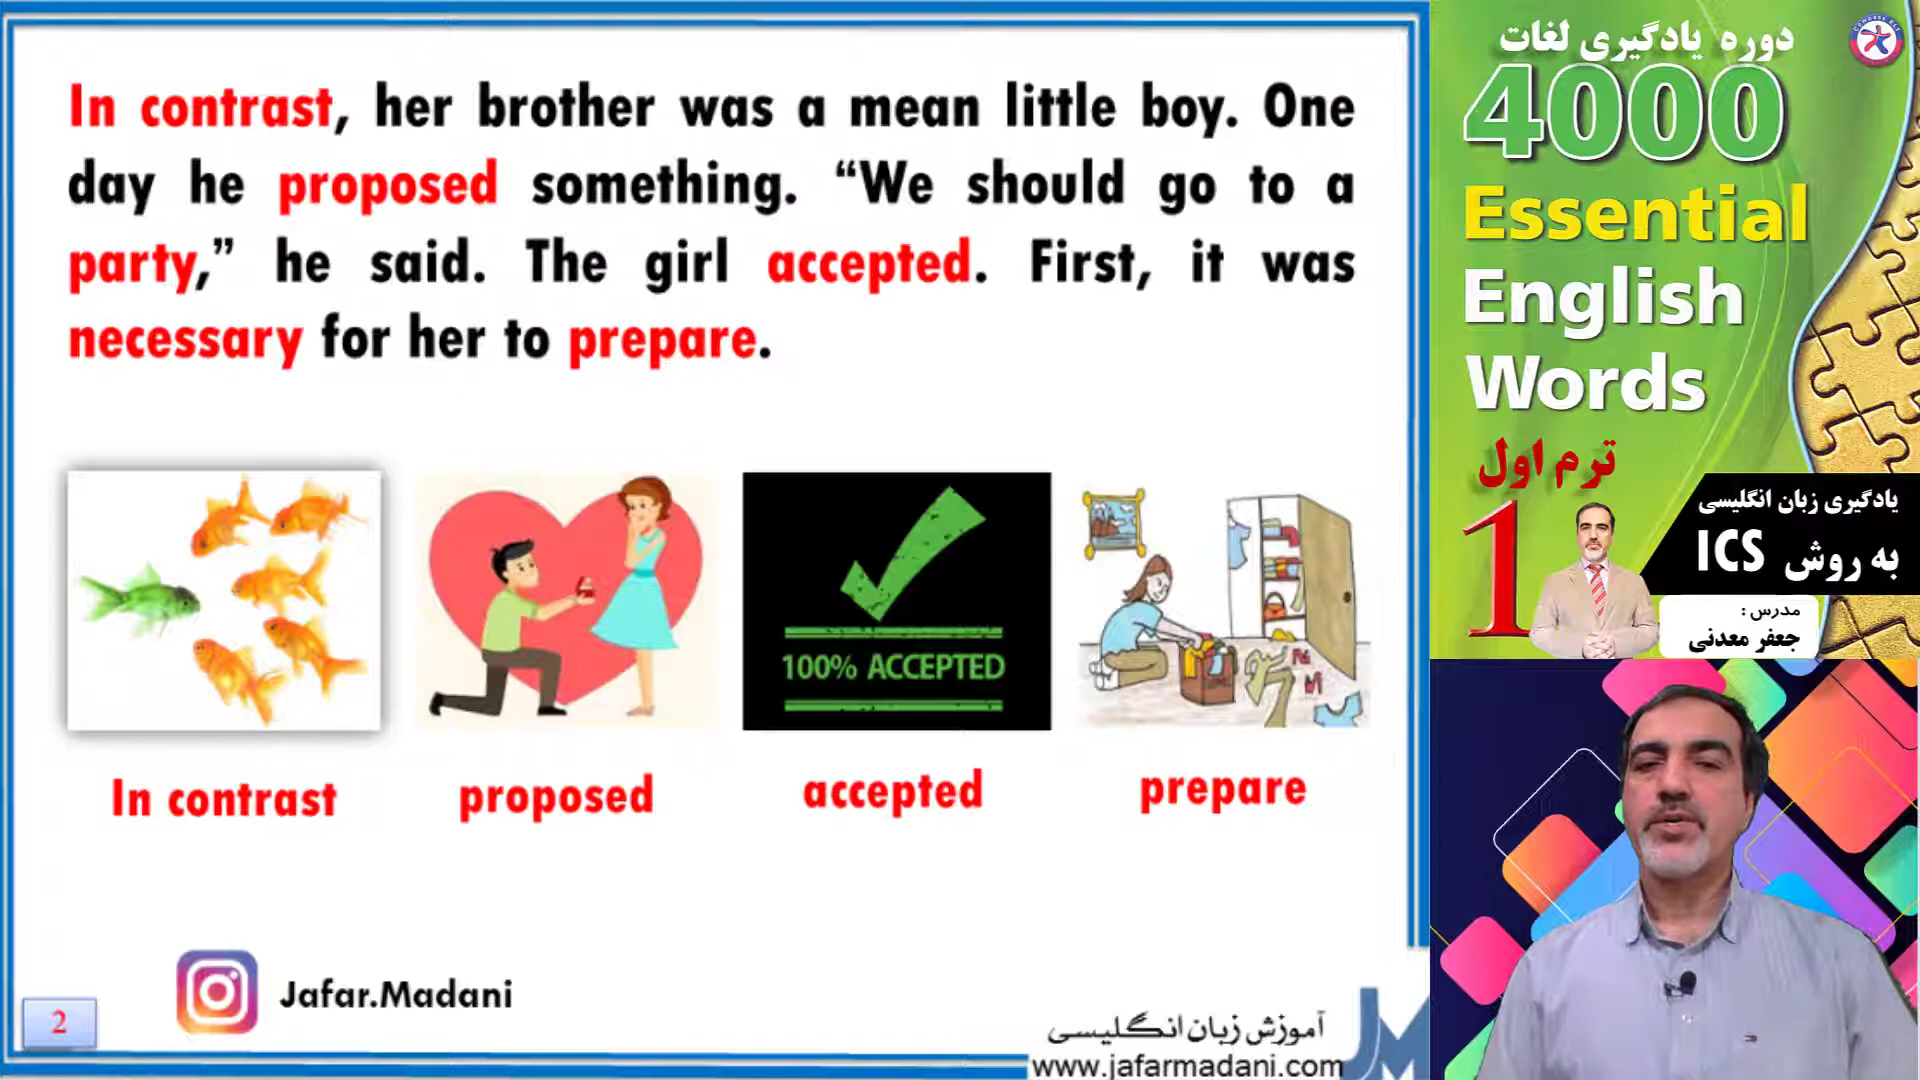 In contrast, her brother was a mean little boy. One
day he proposed something. “We should go to a
party,” he said. The girl accepted. First, it was
necessary for her to prepare.
100% ACCEPTED
In contrast
proposed
accepted
prepare
2
Jafar.Madani
آموزش زبان انگلیسی
www.jafarmadani.com
دوره یادگیری لغات
4000
Essential
English
Words
ترم اول
1
یادگیری زبان انگلیسی
به روش ICS
مدرس :
جعفر معدنی